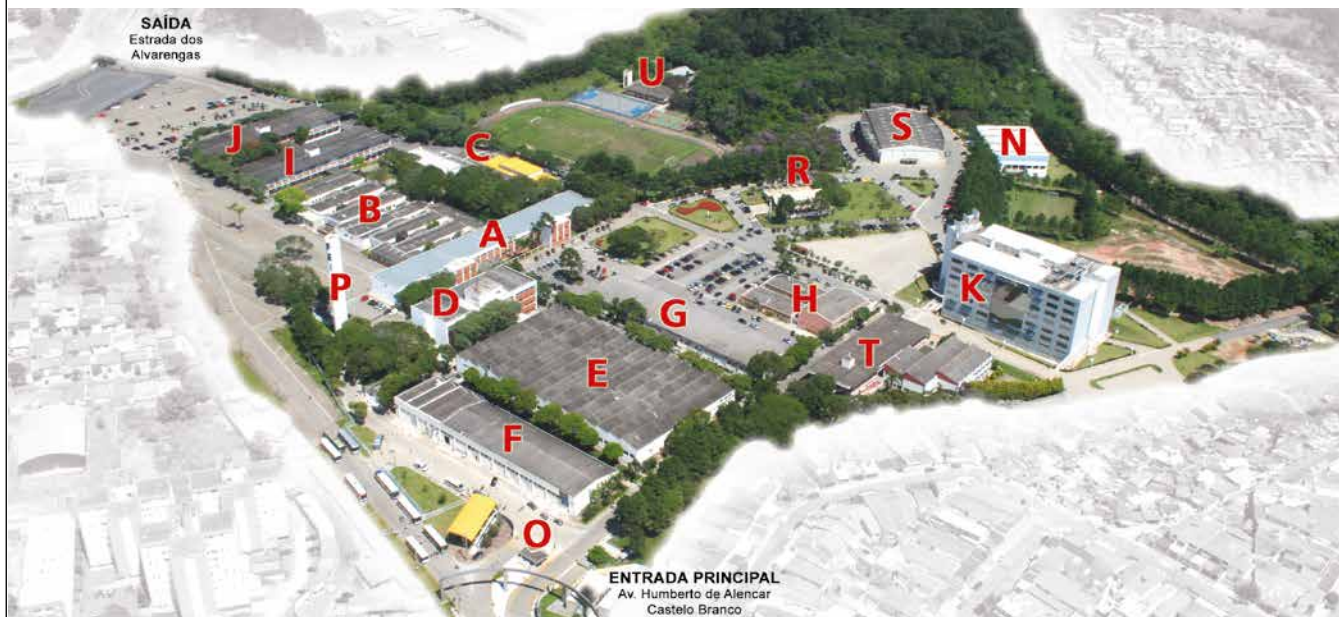 SAÍDA
Estrada dos
Alvarengas
U
S
J
C
N
I
R
B
A
P
D
K
G
H
E
T
F
O
ENTRADA PRINCIPAL
Av. Humberto de Alencar
Castelo Branco